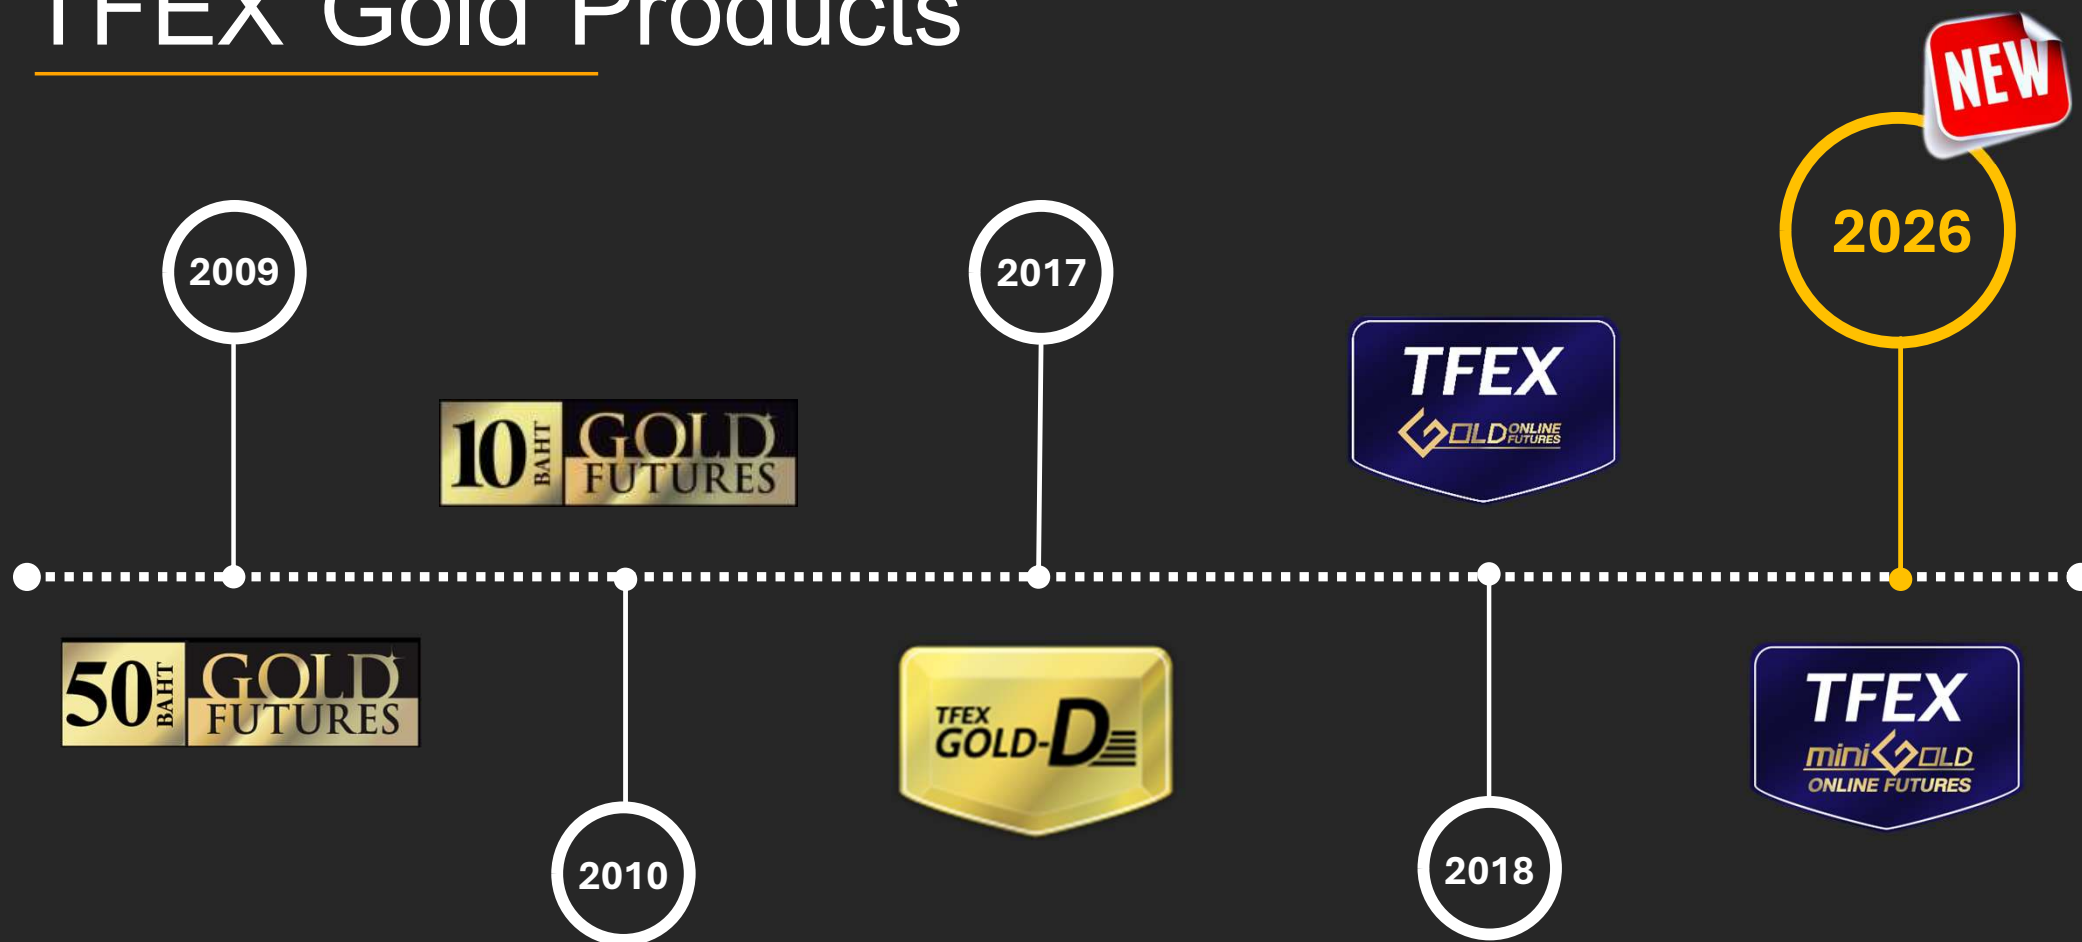 TFEX Gold Products
NEW
2026
2009
2017
TFEX
GOLD ONLINE FUTURES
10 BAHT GOLD FUTURES
50 BAHT GOLD FUTURES
TFEX
GOLD-D
TFEX
mini GOLD
ONLINE FUTURES
2010
2018